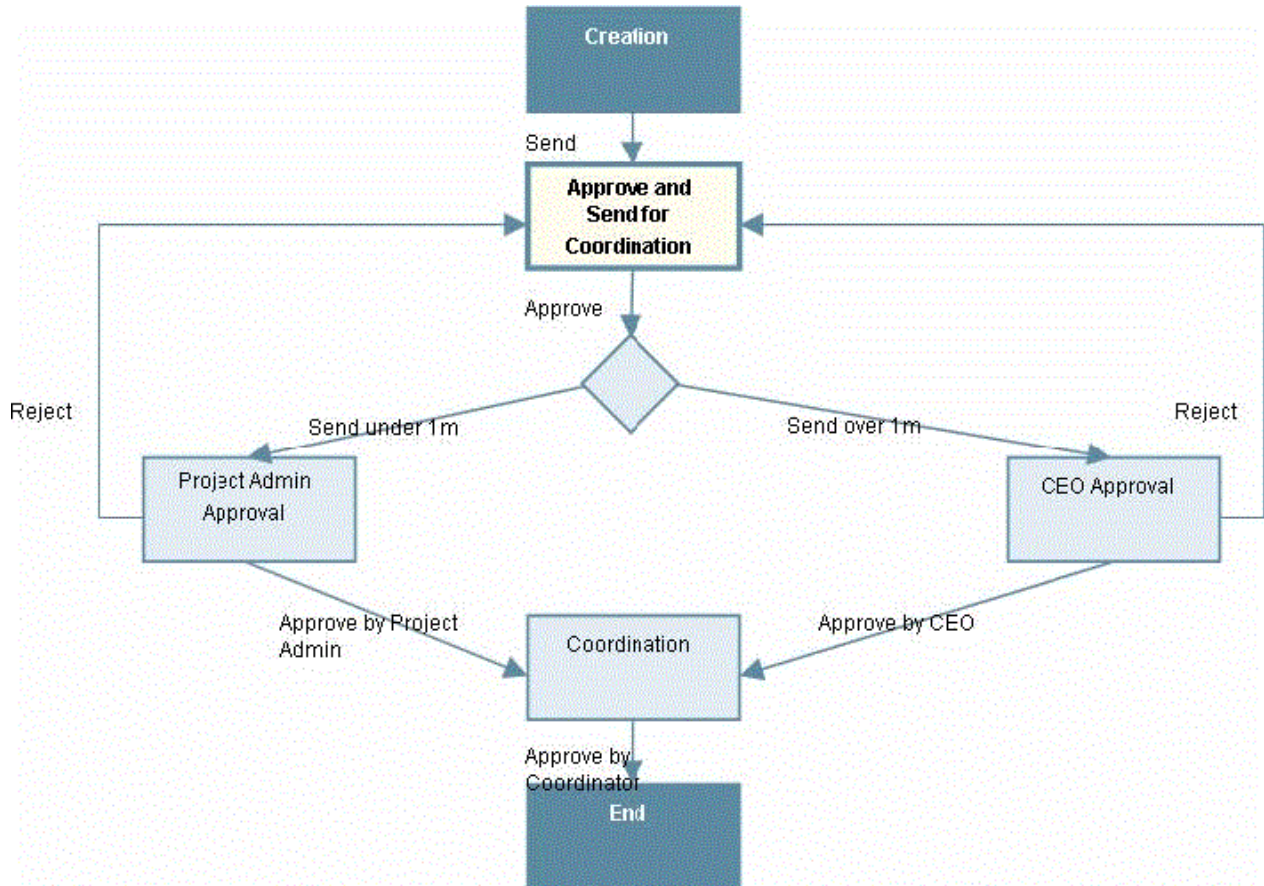 Creation
Send
Approve and
Send for
Coordination
Approve
Reject
Reject
Send under 1m
Send over 1m
Project Admin
Approval
CEO Approval
Approve by Project
Admin
Approve by CEO
Coordination
Approve by
Coordinator
End